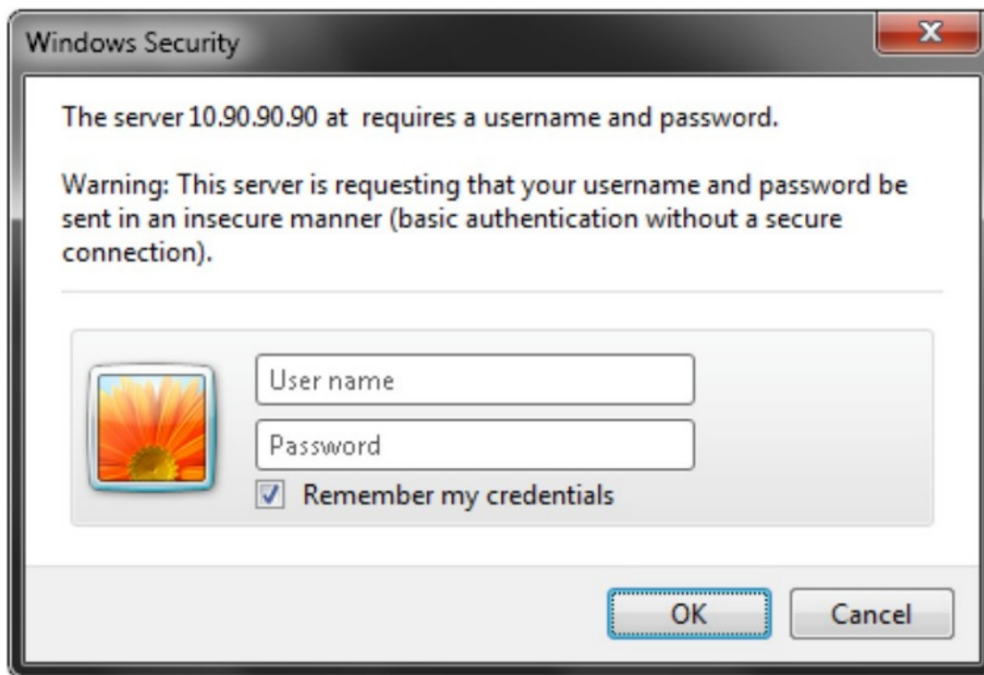 Windows Security
The server 10.90.90.90 at  requires a username and password.
Warning: This server is requesting that your username and password be
sent in an insecure manner (basic authentication without a secure
connection).
User name
Password
Remember my credentials
OK
Cancel